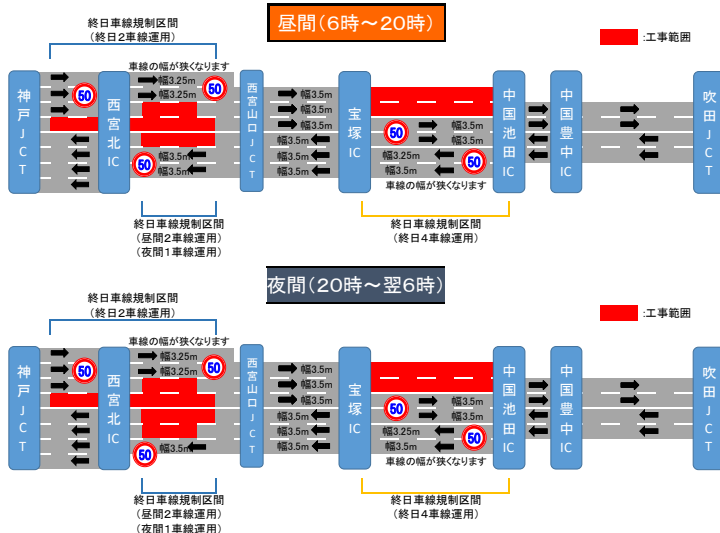 昼間(6時～20時)
終日車線規制区間
(終日2車線運用)
:工事範囲
車線の幅が狭くなります
神戸JCT
西宮北IC
西宮山口JCT
宝塚IC
中国池田IC
中国豊中IC
吹田JCT
50
幅3.25m
50
幅3.25m
幅3.5m
幅3.5m
幅3.5m
50
幅3.5m
幅3.5m
幅3.5m
幅3.5m
幅3.5m
幅3.5m
50
幅3.5m
幅3.5m
幅3.25m
50
幅3.5m
車線の幅が狭くなります
終日車線規制区間
(昼間2車線運用)
(夜間1車線運用)
終日車線規制区間
(終日4車線運用)
夜間(20時～翌6時)
終日車線規制区間
(終日2車線運用)
:工事範囲
車線の幅が狭くなります
神戸JCT
西宮北IC
西宮山口JCT
宝塚IC
中国池田IC
中国豊中IC
吹田JCT
50
幅3.25m
50
幅3.25m
幅3.5m
幅3.5m
幅3.5m
幅3.5m
幅3.5m
幅3.5m
50
幅3.5m
50
幅3.5m
幅3.5m
幅3.25m
50
幅3.5m
車線の幅が狭くなります
終日車線規制区間
(昼間2車線運用)
(夜間1車線運用)
終日車線規制区間
(終日4車線運用)